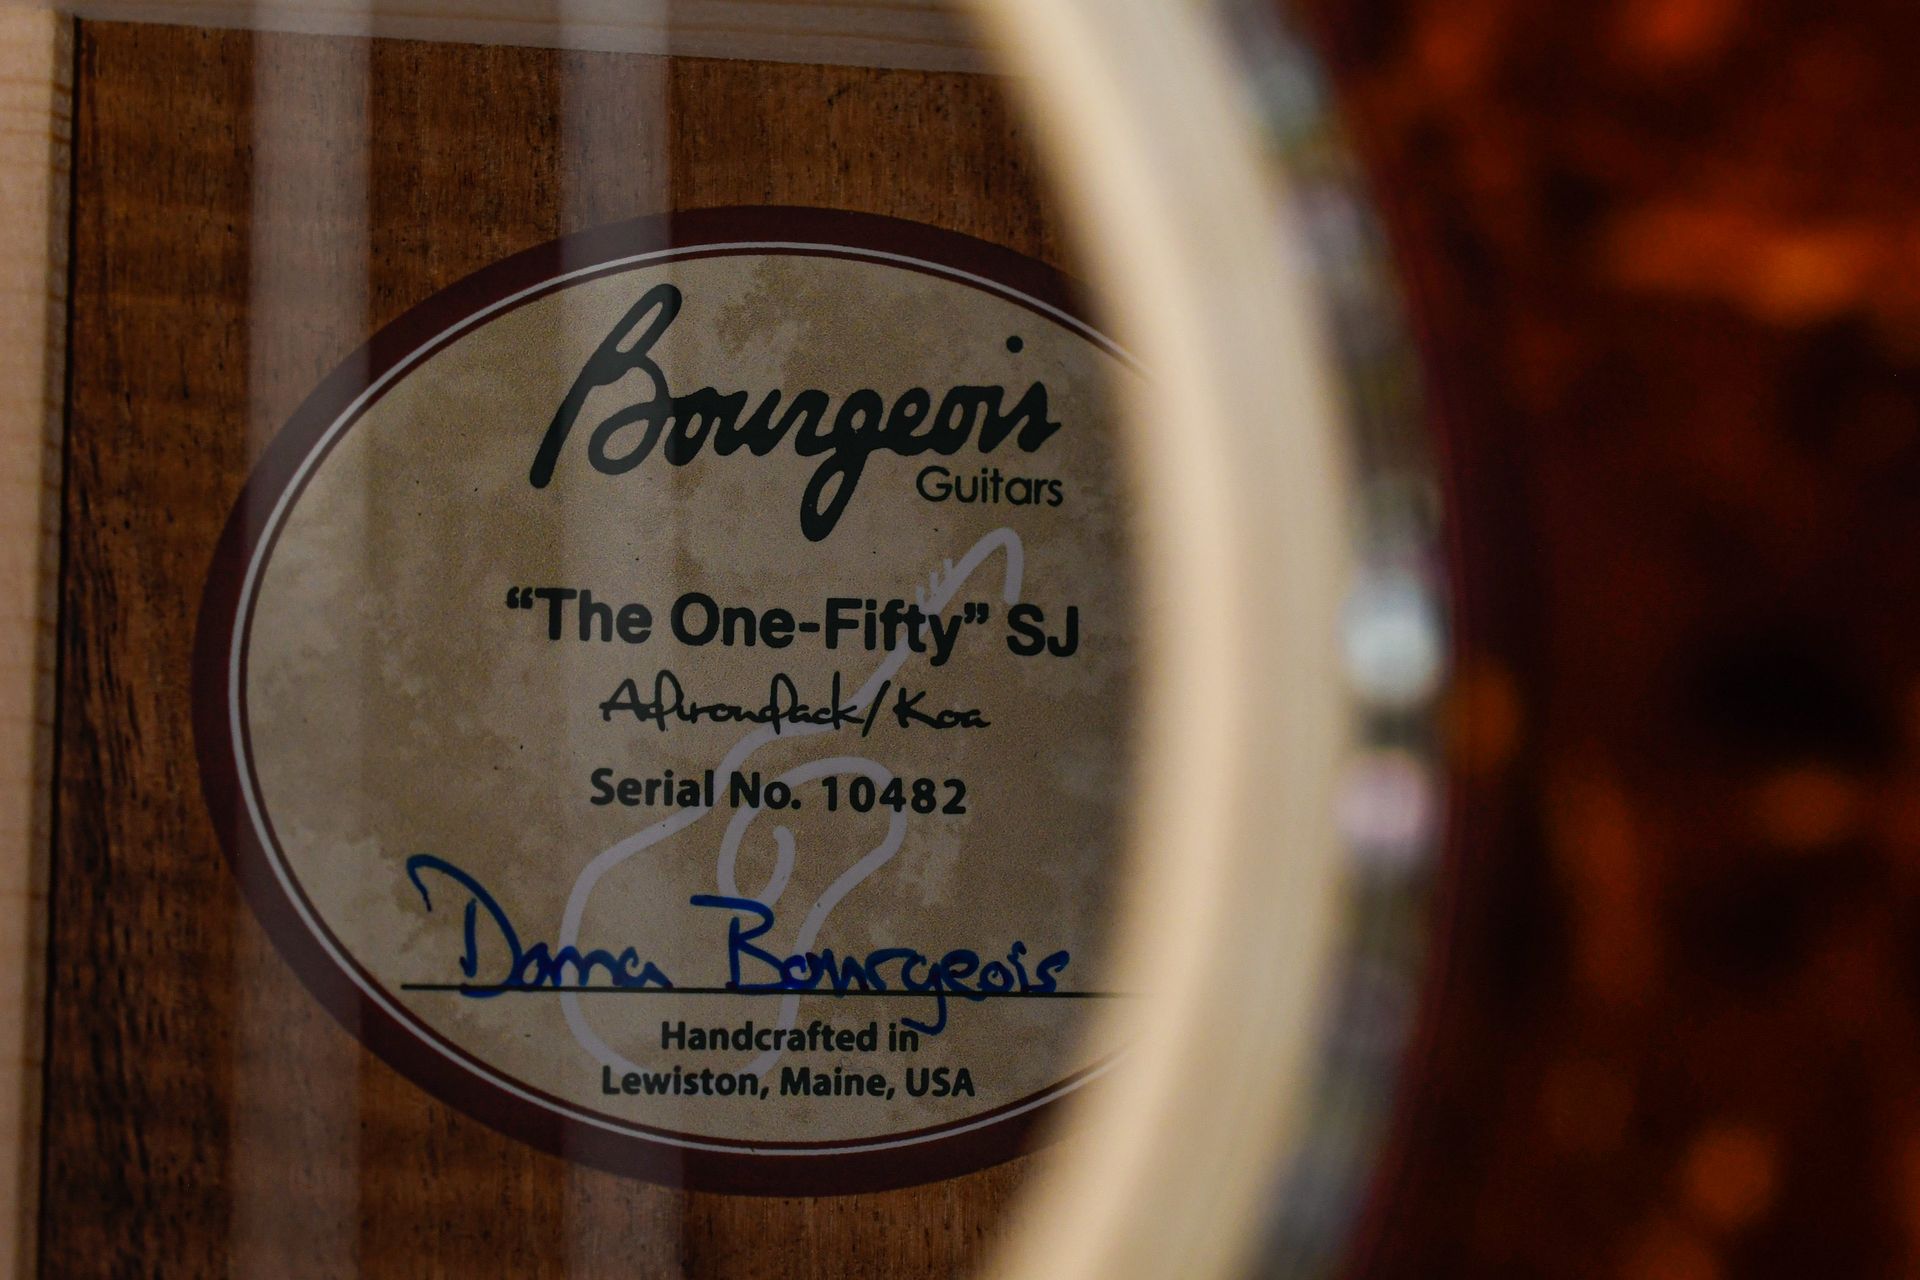 Bourgeois
Guitars
“The One-Fifty” SJ
Adirondack/Koa
Serial No. 10482
Dana Bourgeois
Handcrafted in
Lewiston, Maine, USA